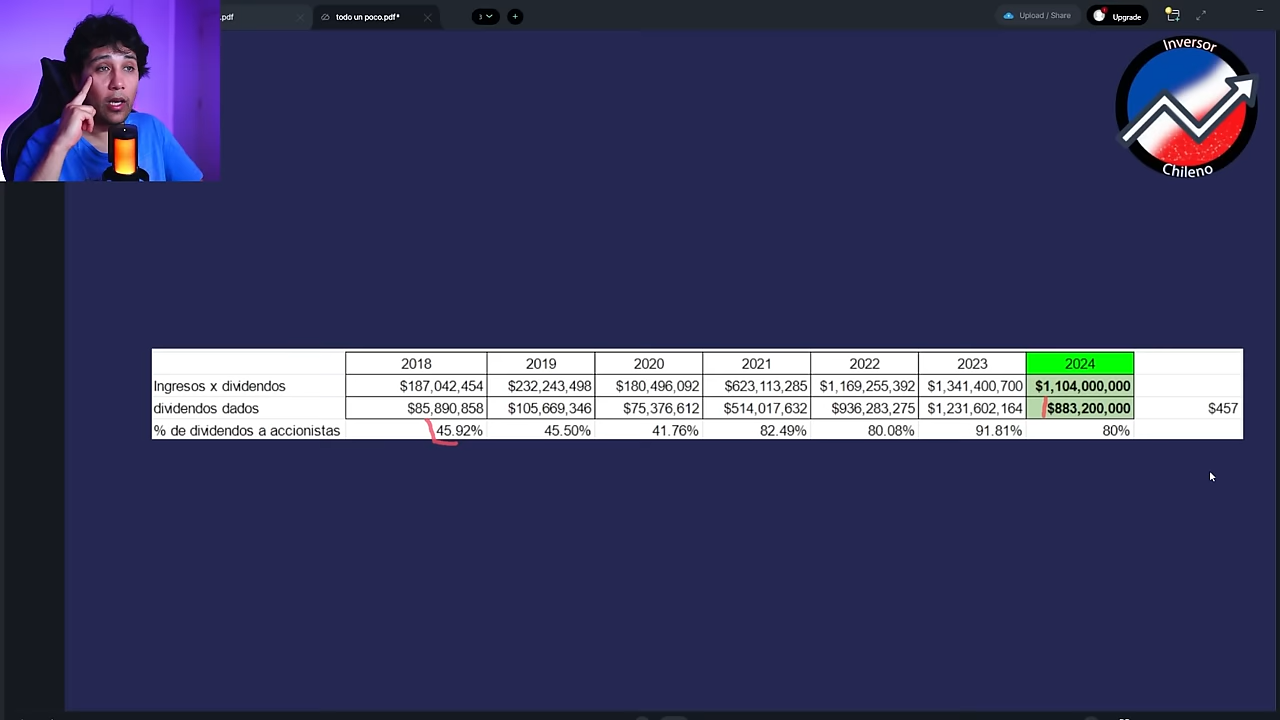 .pdf
todo un poco.pdf*
3
Upload / Share
Upgrade
Inversor
Chileno
2018 2019 2020 2021 2022 2023 2024
Ingresos x dividendos $187,042,454 $232,243,498 $180,496,092 $623,113,285 $1,169,255,392 $1,341,400,700 $1,104,000,000
dividendos dados $85,890,858 $105,669,346 $75,376,612 $514,017,632 $936,283,275 $1,231,602,164 $883,200,000 $457
% de dividendos a accionistas 45.92% 45.50% 41.76% 82.49% 80.08% 91.81% 80%